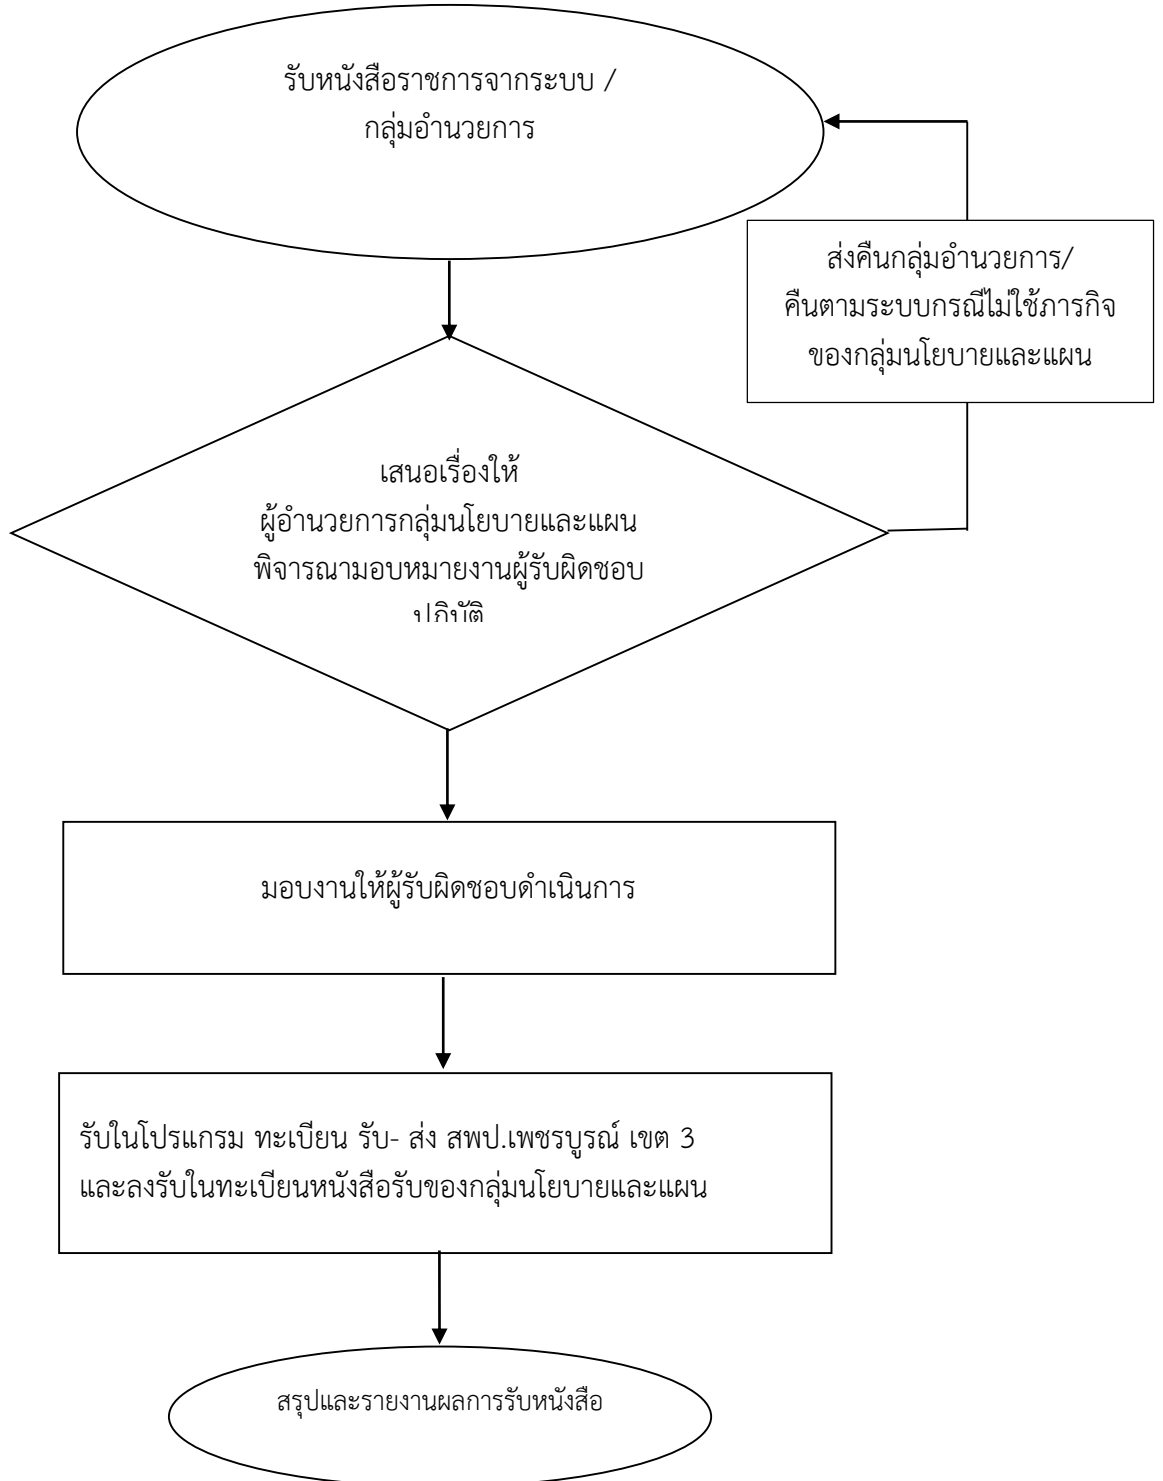 รับหนังสือราชการจากระบบ /
กลุ่มอำนวยการ
ส่งคืนกลุ่มอำนวยการ/
คืนตามระบบกรณีไม่ใช้ภารกิจ
ของกลุ่มนโยบายและแผน
เสนอเรื่องให้
ผู้อำนวยการกลุ่มนโยบายและแผน
พิจารณามอบหมายงานผู้รับผิดชอบ
ปฏิบัติ
มอบงานให้ผู้รับผิดชอบดำเนินการ
รับในโปรแกรม ทะเบียน รับ- ส่ง สพป.เพชรบูรณ์ เขต 3
และลงรับในทะเบียนหนังสือรับของกลุ่มนโยบายและแผน
สรุปและรายงานผลการรับหนังสือ